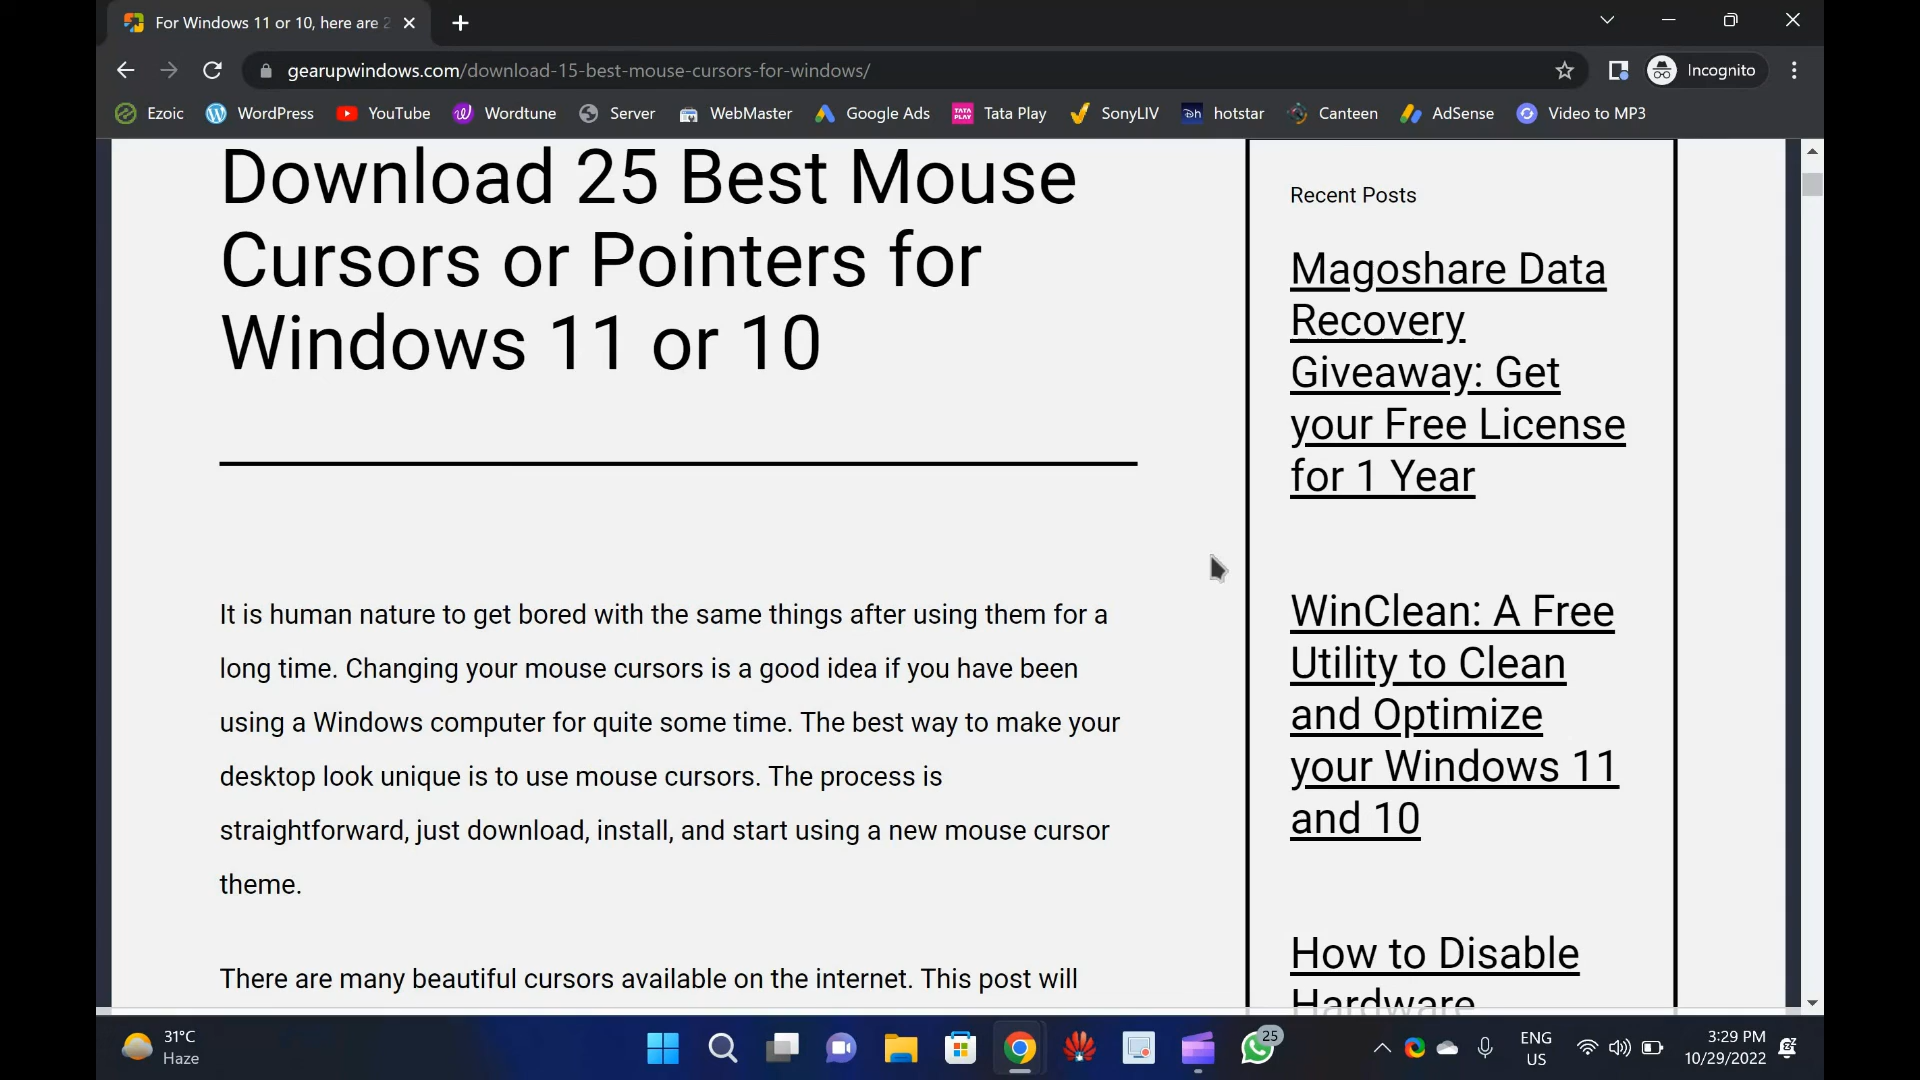 For Windows 11 or 10, here are 2
gearupwindows.com/download-15-best-mouse-cursors-for-windows/
Incognito
Ezoic
WordPress
YouTube
Wordtune
Server
WebMaster
Google Ads
TATA PLAY
Tata Play
SonyLIV
hotstar
Canteen
AdSense
Video to MP3
Download 25 Best Mouse
Cursors or Pointers for
Windows 11 or 10
It is human nature to get bored with the same things after using them for a
long time. Changing your mouse cursors is a good idea if you have been
using a Windows computer for quite some time. The best way to make your
desktop look unique is to use mouse cursors. The process is
straightforward, just download, install, and start using a new mouse cursor
theme.
There are many beautiful cursors available on the internet. This post will
Recent Posts
Magoshare Data
Recovery
Giveaway: Get
your Free License
for 1 Year
WinClean: A Free
Utility to Clean
and Optimize
your Windows 11
and 10
How to Disable
Hardware
31°C
Haze
25
ENG
US
3:29 PM
10/29/2022